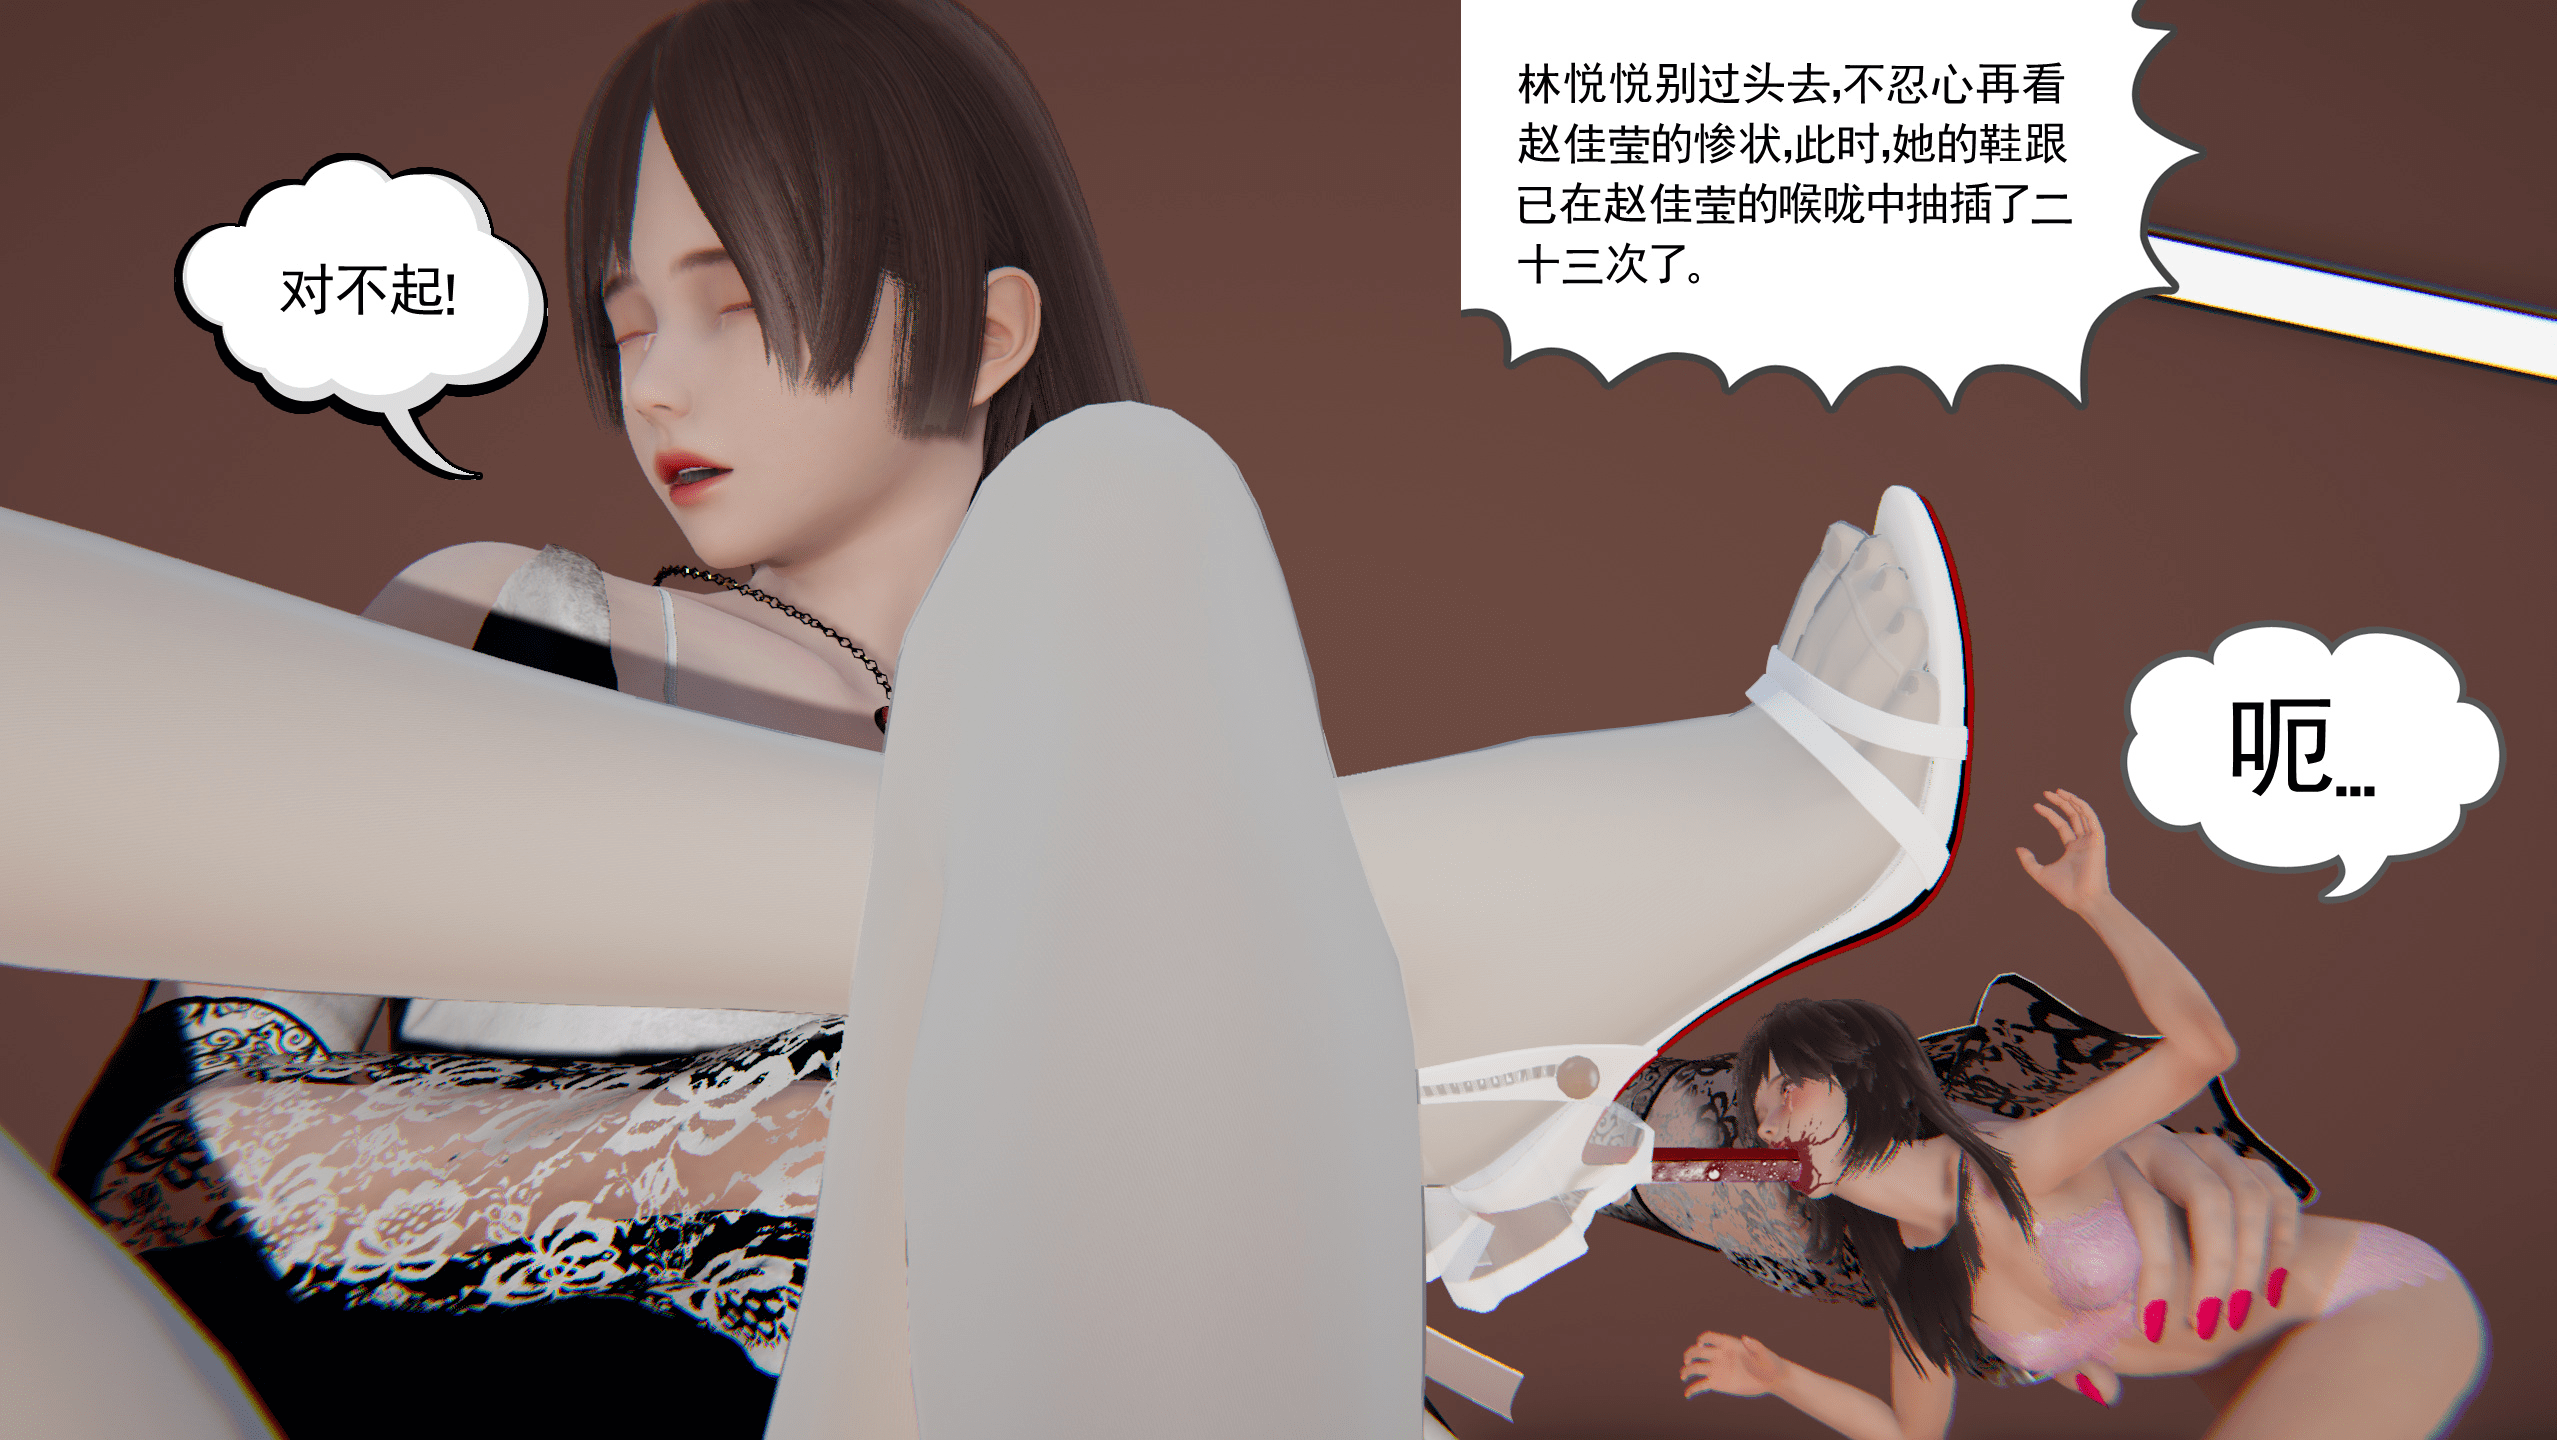 对不起!
林悦悦别过头去,不忍心再看
赵佳莹的惨状,此时,她的鞋跟
已在赵佳莹的喉咙中抽插了二
十三次了。
呃...